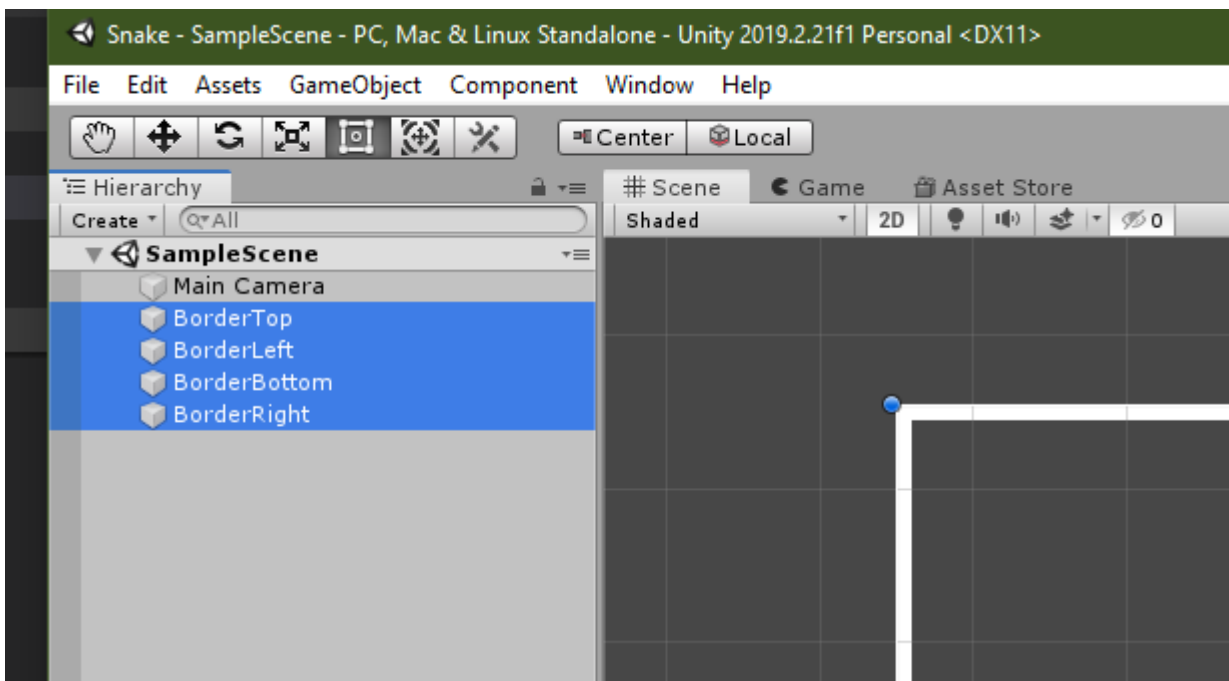 Snake - SampleScene - PC, Mac & Linux Standalone - Unity 2019.2.21f1 Personal <DX11>
File Edit Assets GameObject Component Window Help
Center Local
Hierarchy
Scene Game Asset Store
Create All
Shaded 2D 0
SampleScene
Main Camera
BorderTop
BorderLeft
BorderBottom
BorderRight